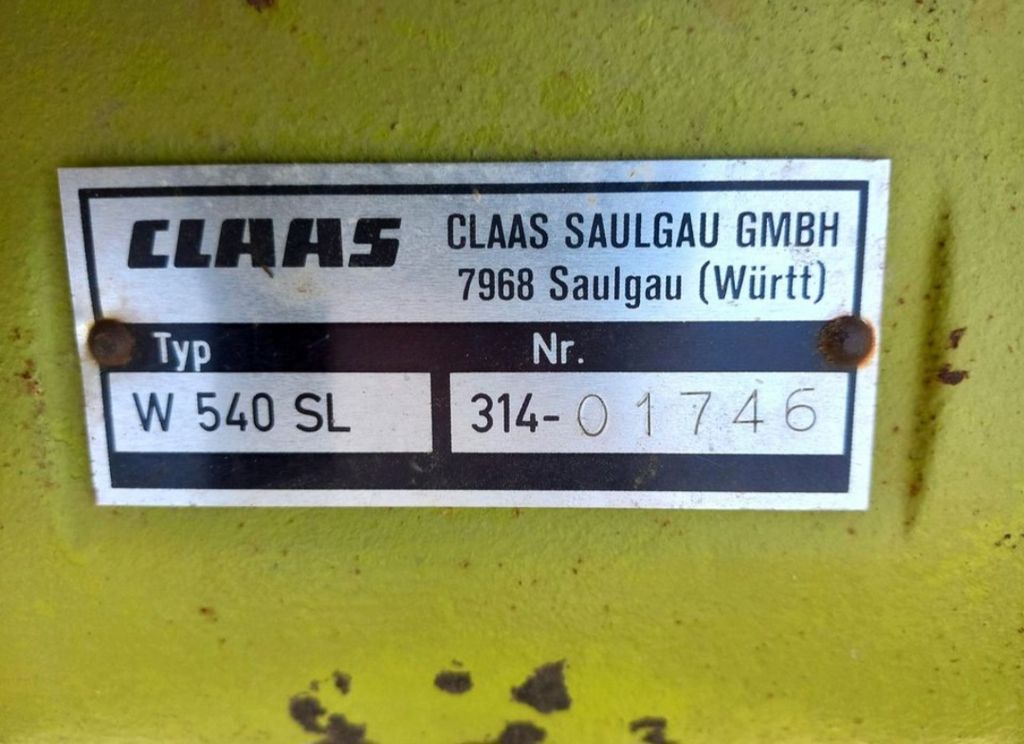 CLAAS
CLAAS SAULGAU GMBH
7968 Saulgau (Württ)
Typ Nr.
W 540 SL 314-01746